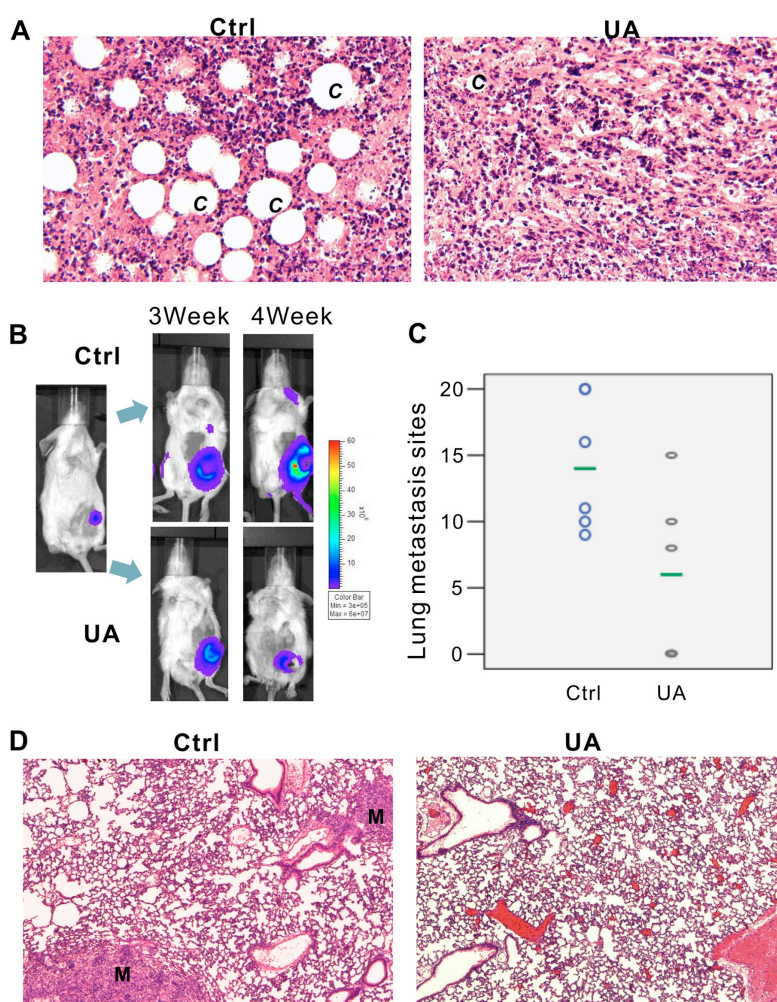 A
Ctrl
UA
C
C
C
C
B
3Week
4Week
Ctrl
UA
60
50
40
30
20
10
x10⁶
Color Bar
Min = 3e+05
Max = 6e+07
C
Lung metastasis sites
20
15
10
5
0
Ctrl
UA
D
Ctrl
UA
M
M